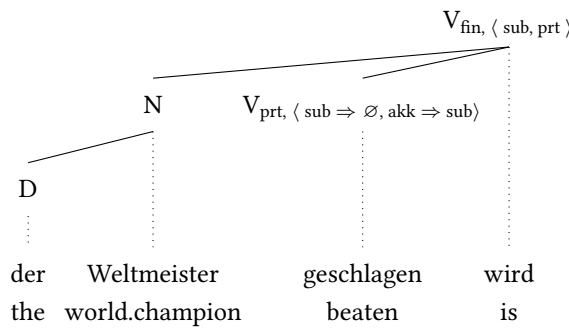 V_fin, ⟨ sub, prt ⟩
N V_prt, ⟨ sub ⇒ ∅, akk ⇒ sub⟩
D
der Weltmeister geschlagen wird
the world.champion beaten is